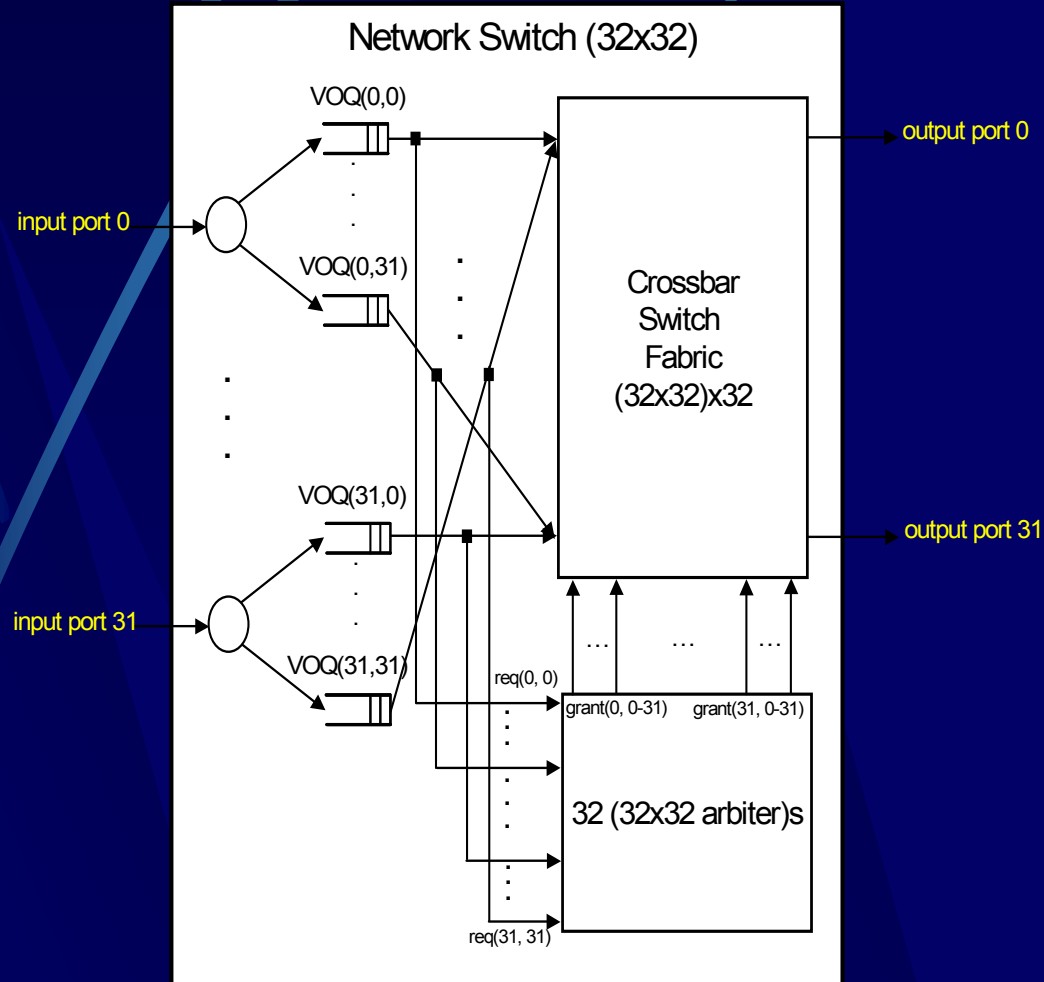 Network Switch (32x32)
VOQ(0,0)
output port 0
input port 0
VOQ(0,31)
Crossbar
Switch
Fabric
(32x32)x32
VOQ(31,0)
output port 31
input port 31
VOQ(31,31)
... ... ...
req(0, 0)
grant(0, 0-31) grant(31, 0-31)
32 (32x32 arbiter)s
req(31, 31)